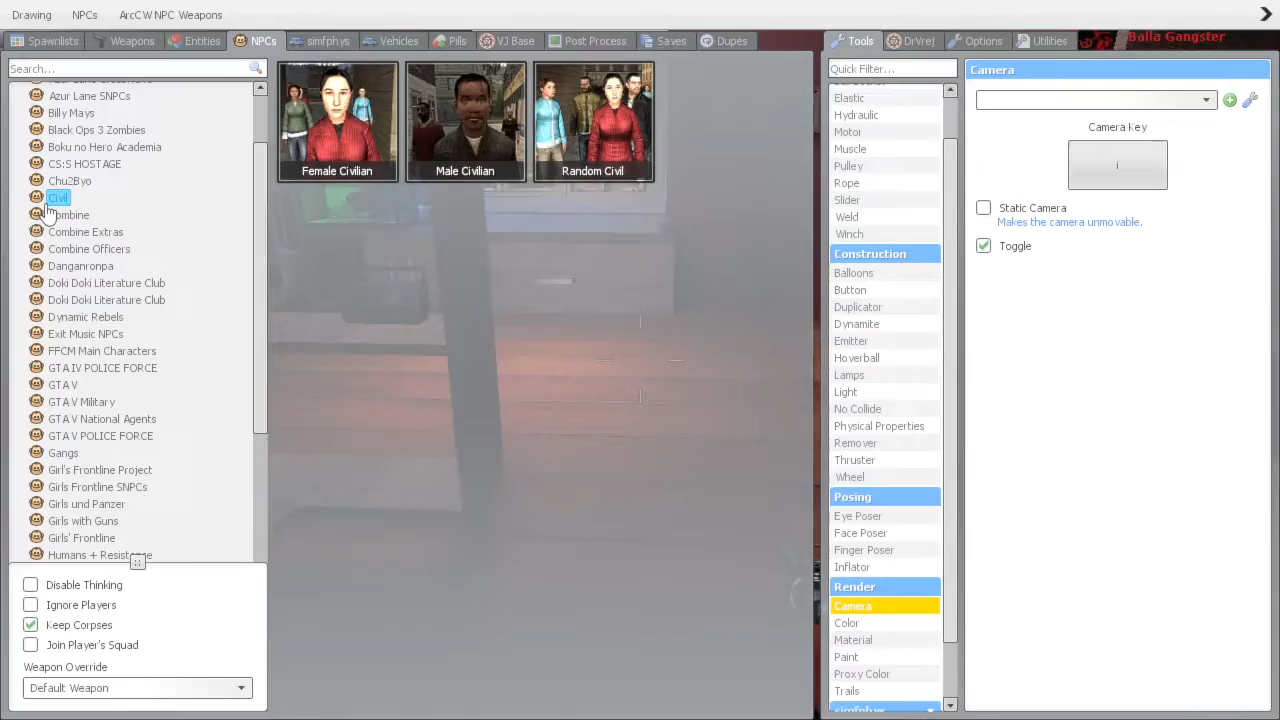 Drawing NPCs ArcCW NPC Weapons
Spawnlists Weapons Entities NPCs simfphys Vehicles Pills VJ Base Post Process Saves Dupes
Search...
Azur Lane SNPCs
Billy Mays
Black Ops 3 Zombies
Boku no Hero Academia
CS:S HOSTAGE
Chu2Byo
Civil
Combine
Combine Extras
Combine Officers
Danganronpa
Doki Doki Literature Club
Doki Doki Literature Club
Dynamic Rebels
Exit Music NPCs
FFCM Main Characters
GTA IV POLICE FORCE
GTA V
GTA V Military
GTA V National Agents
GTA V POLICE FORCE
Gangs
Girl's Frontline Project
Girls Frontline SNPCs
Girls und Panzer
Girls with Guns
Girls' Frontline
Humans + Resistance
Disable Thinking
Ignore Players
Keep Corpses
Join Player's Squad
Weapon Override
Default Weapon
Female Civilian
Male Civilian
Random Civil
Balla Gangster
Tools DrVrej Options Utilities
Quick Filter...
Elastic
Hydraulic
Motor
Muscle
Pulley
Rope
Slider
Weld
Winch
Construction
Balloons
Button
Duplicator
Dynamite
Emitter
Hoverball
Lamps
Light
No Collide
Physical Properties
Remover
Thruster
Wheel
Posing
Eye Poser
Face Poser
Finger Poser
Inflator
Render
Camera
Color
Material
Paint
Proxy Color
Trails
simfphys
Camera
Camera Key
i
Static Camera
Makes the camera unmovable.
Toggle